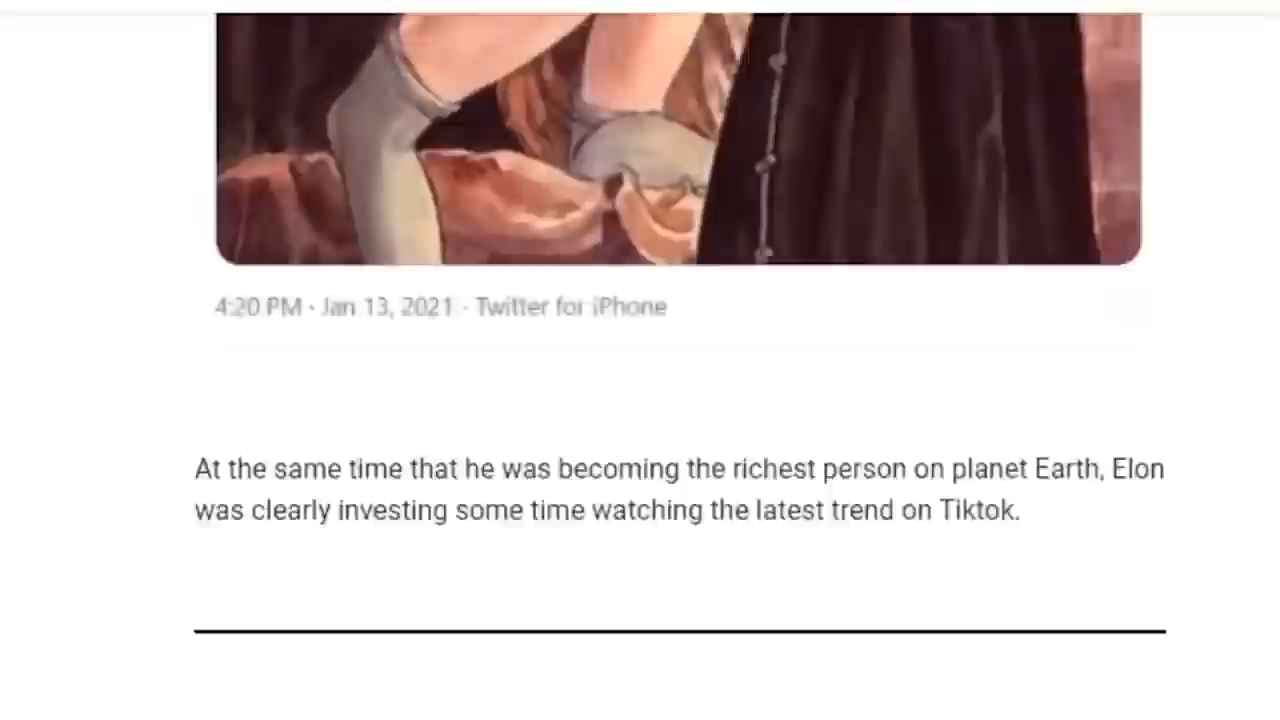 4:20 PM · Jan 13, 2021 · Twitter for iPhone
At the same time that he was becoming the richest person on planet Earth, Elon
was clearly investing some time watching the latest trend on Tiktok.